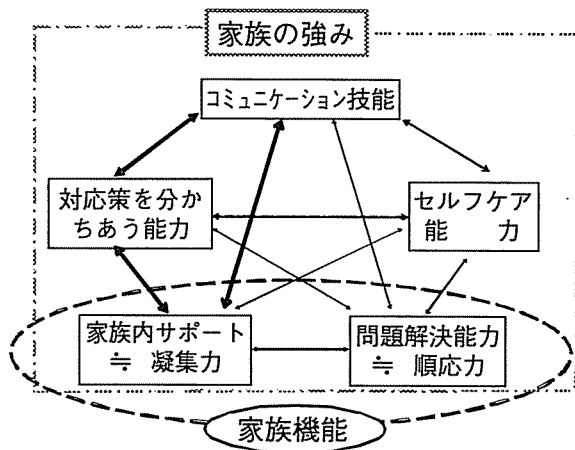 家族の強み
コミュニケーション技能
対応策を分か
ちあう能力
セルフケア
能　　力
家族内サポート
≒ 凝集力
問題解決能力
≒ 順応力
家族機能